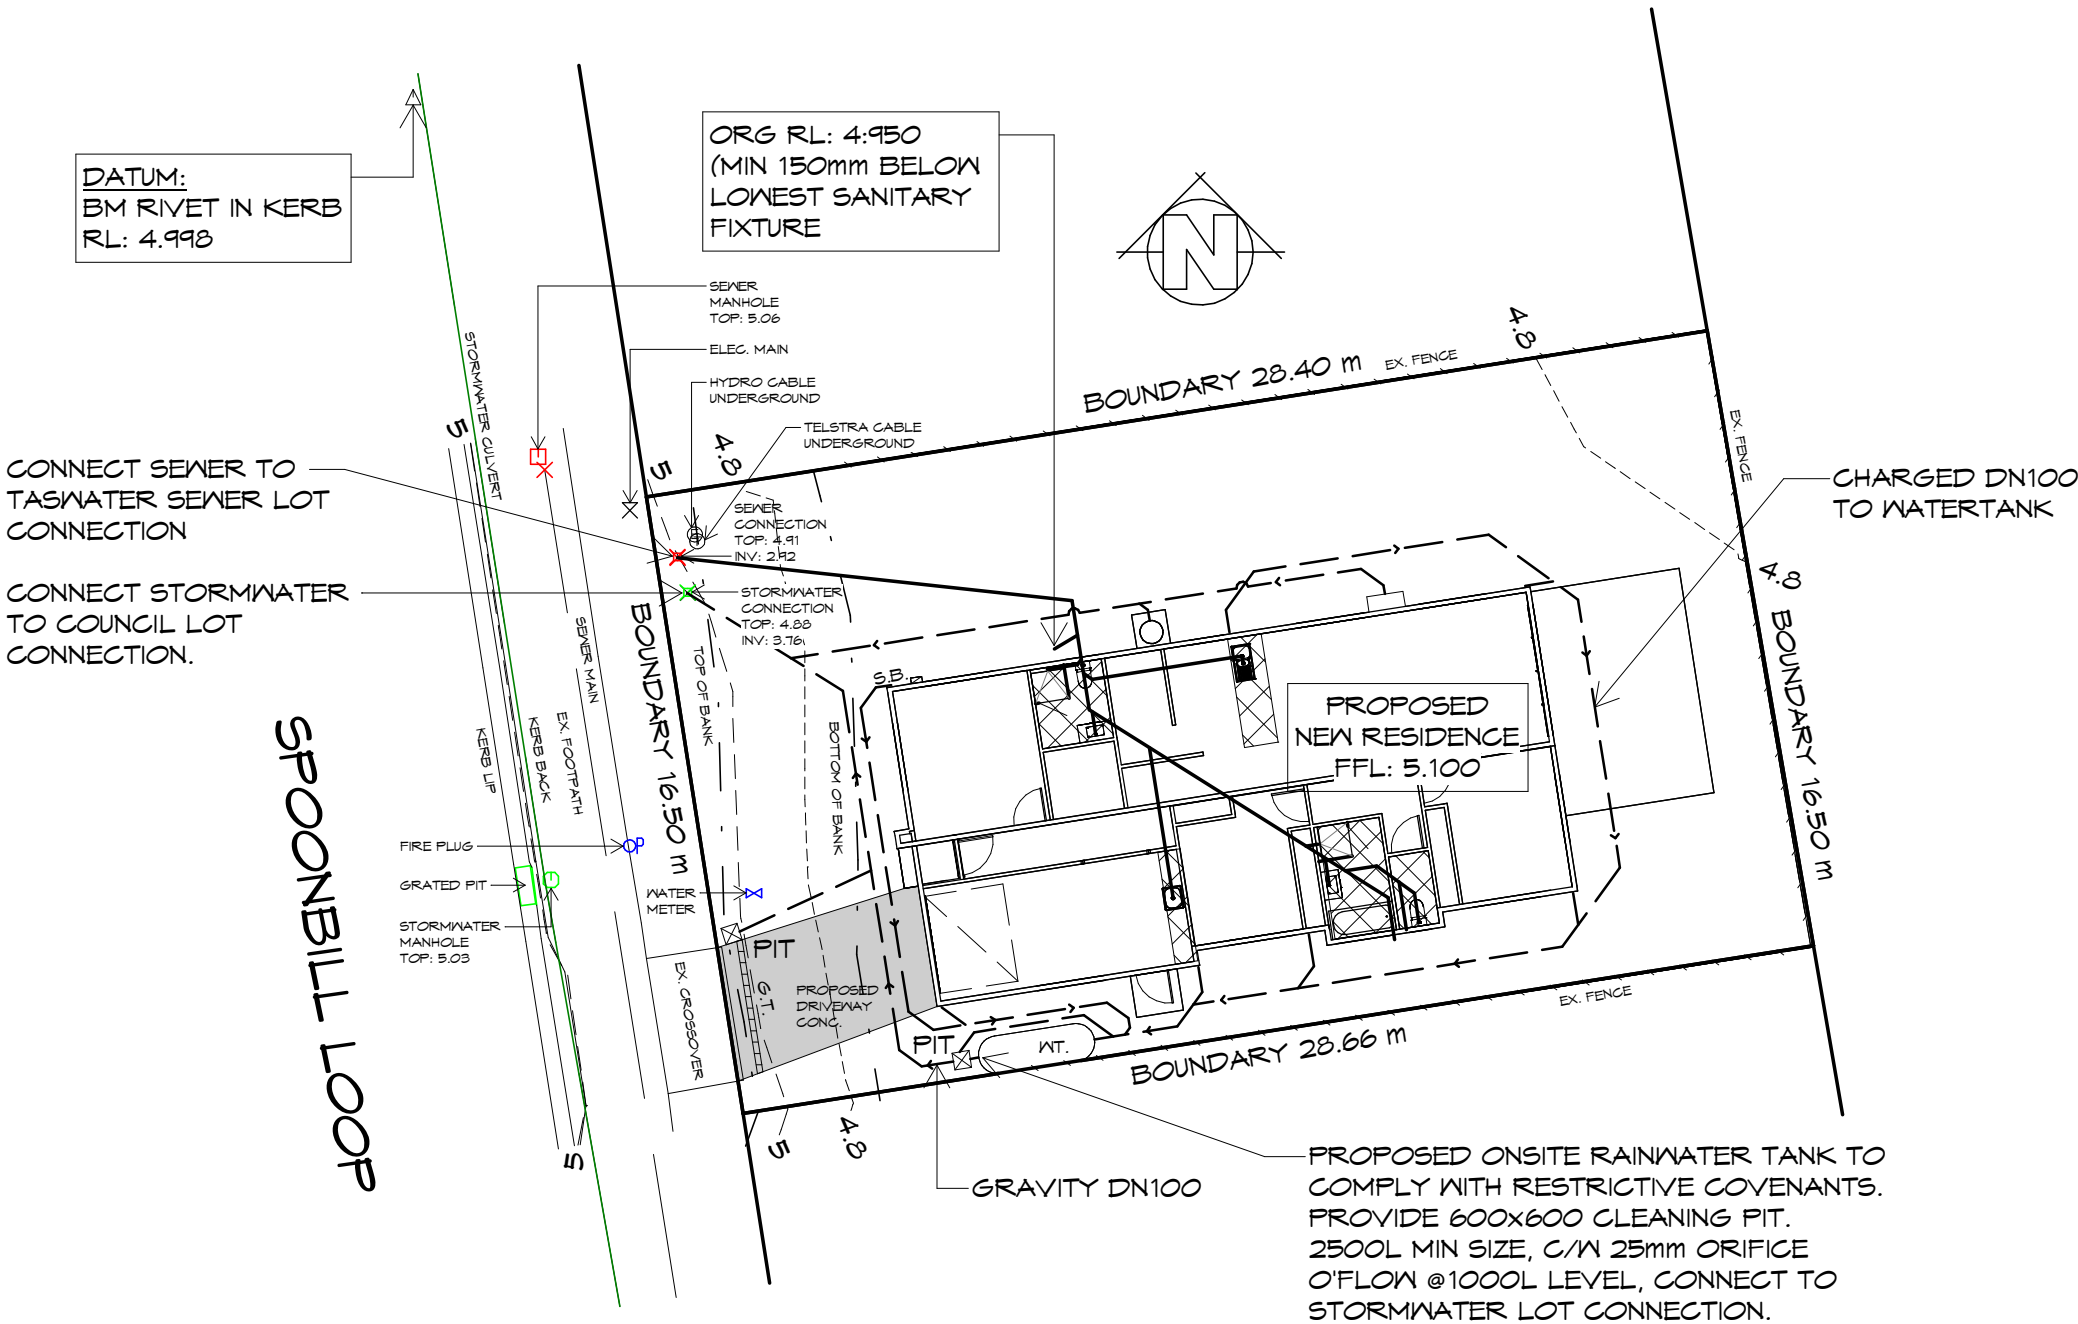 DATUM:
BM RIVET IN KERB
RL: 4.998
ORG RL: 4:950
(MIN 150mm BELOW
LOWEST SANITARY
FIXTURE
N
SEWER
MANHOLE
TOP: 5.06
ELEC. MAIN
HYDRO CABLE
UNDERGROUND
TELSTRA CABLE
UNDERGROUND
STORMWATER CULVERT
5
5
4.8
BOUNDARY 28.40 m
EX. FENCE
4.8
EX. FENCE
CONNECT SEWER TO
TASWATER SEWER LOT
CONNECTION
SEWER
CONNECTION
TOP: 4.91
INV: 2.92
CHARGED DN100
TO WATERTANK
CONNECT STORMWATER
TO COUNCIL LOT
CONNECTION.
STORMWATER
CONNECTION
TOP: 4.88
INV: 3.76
4.8
BOUNDARY 16.50 m
BOUNDARY 16.50 m
SEWER MAIN
TOP OF BANK
S.B.
BOTTOM OF BANK
PROPOSED
NEW RESIDENCE
FFL: 5.100
SPOONBILL LOOP
KERB LIP
KERB BACK
EX. FOOTPATH
FIRE PLUG
GRATED PIT
STORMWATER
MANHOLE
TOP: 5.03
WATER
METER
PIT
G.T.
PROPOSED
DRIVEWAY
CONC.
EX. CROSSOVER
PIT
WT.
BOUNDARY 28.66 m
EX. FENCE
5
5
4.8
GRAVITY DN100
PROPOSED ONSITE RAINWATER TANK TO
COMPLY WITH RESTRICTIVE COVENANTS.
PROVIDE 600x600 CLEANING PIT.
2500L MIN SIZE, C/W 25mm ORIFICE
O'FLOW @1000L LEVEL, CONNECT TO
STORMWATER LOT CONNECTION.